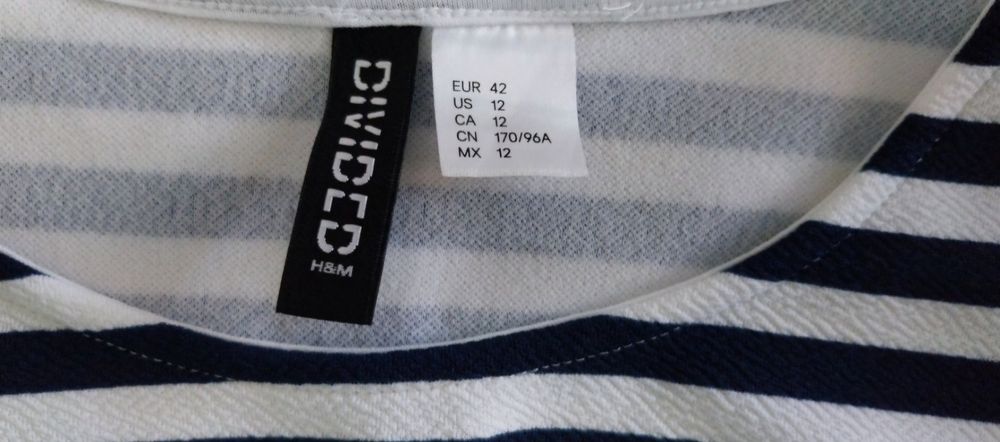 DIVIDED
H&M
EUR 42
US 12
CA 12
CN 170/96A
MX 12